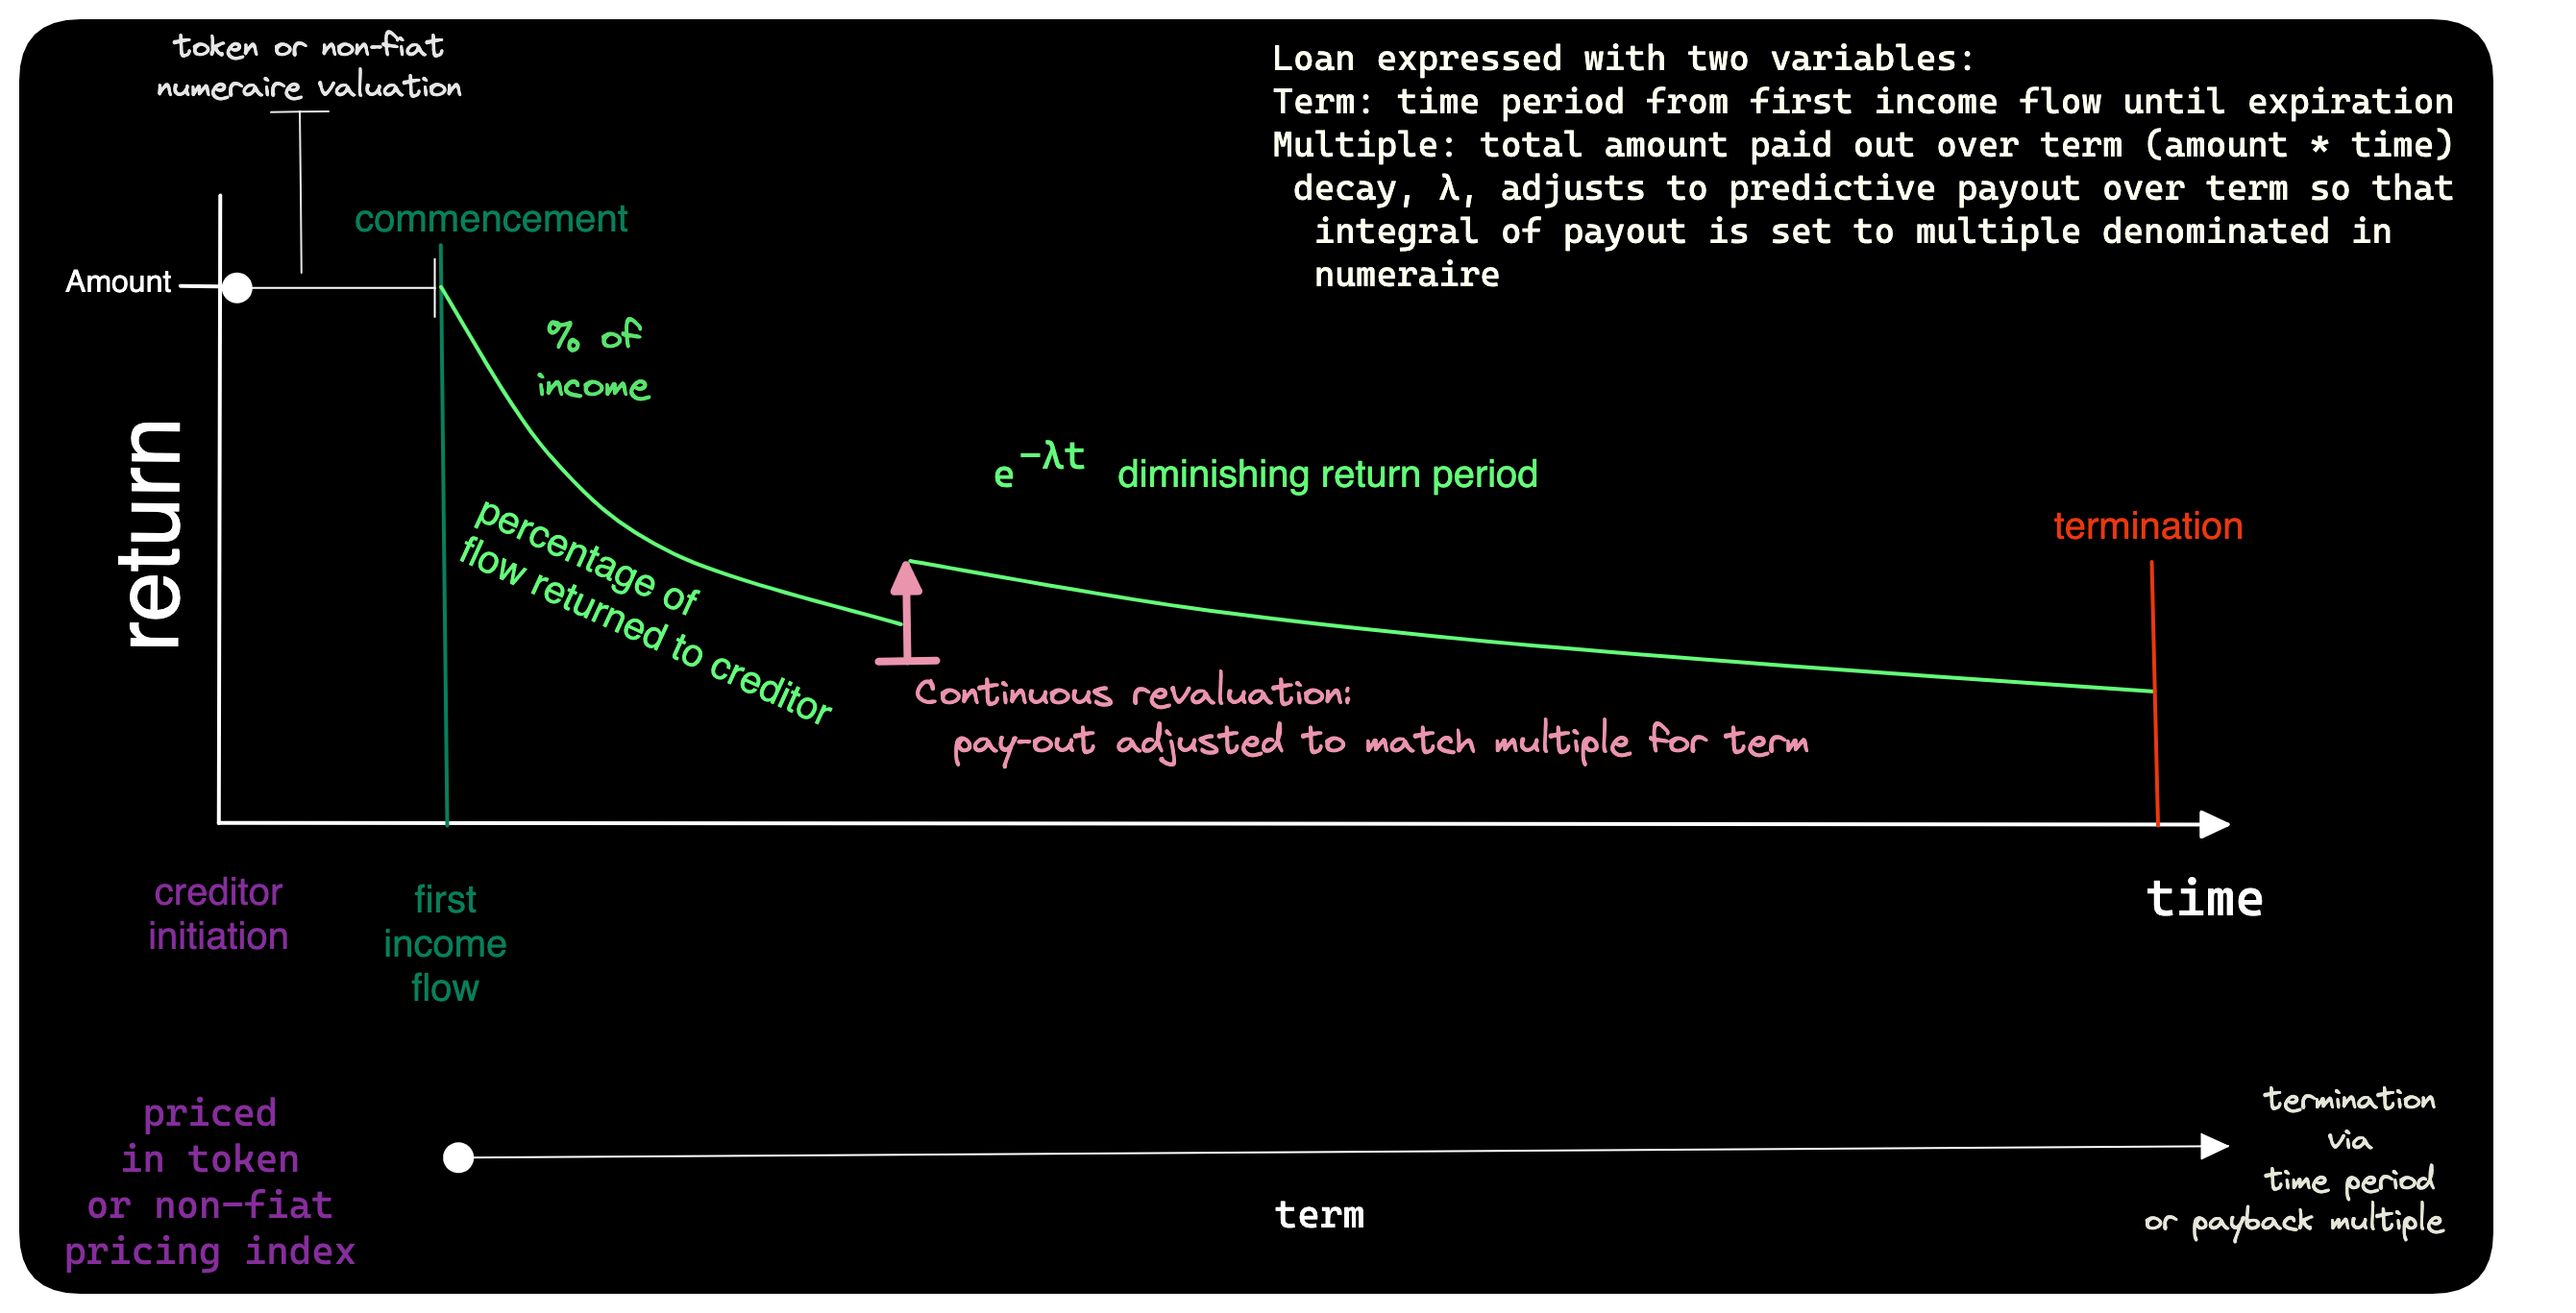 token or non-fiat
numeraire valuation
Loan expressed with two variables:
Term: time period from first income flow until expiration
Multiple: total amount paid out over term (amount * time)
decay, λ, adjusts to predictive payout over term so that
integral of payout is set to multiple denominated in
numeraire
commencement
Amount
% of
income
return
e^-λt diminishing return period
percentage of
flow returned to creditor
termination
Continuous revaluation:
pay-out adjusted to match multiple for term
time
creditor
initiation
first
income
flow
priced
in token
or non-fiat
pricing index
term
termination
via
time period
or payback multiple